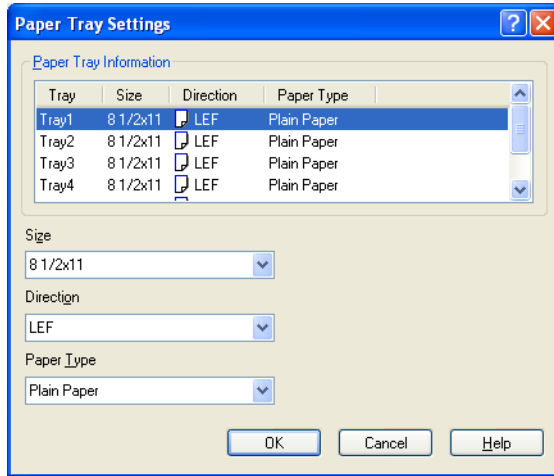 Paper Tray Settings
Paper Tray Information
Tray Size Direction Paper Type
Tray1 8 1/2x11 LEF Plain Paper
Tray2 8 1/2x11 LEF Plain Paper
Tray3 8 1/2x11 LEF Plain Paper
Tray4 8 1/2x11 LEF Plain Paper
Size
8 1/2x11
Direction
LEF
Paper Type
Plain Paper
OK Cancel Help